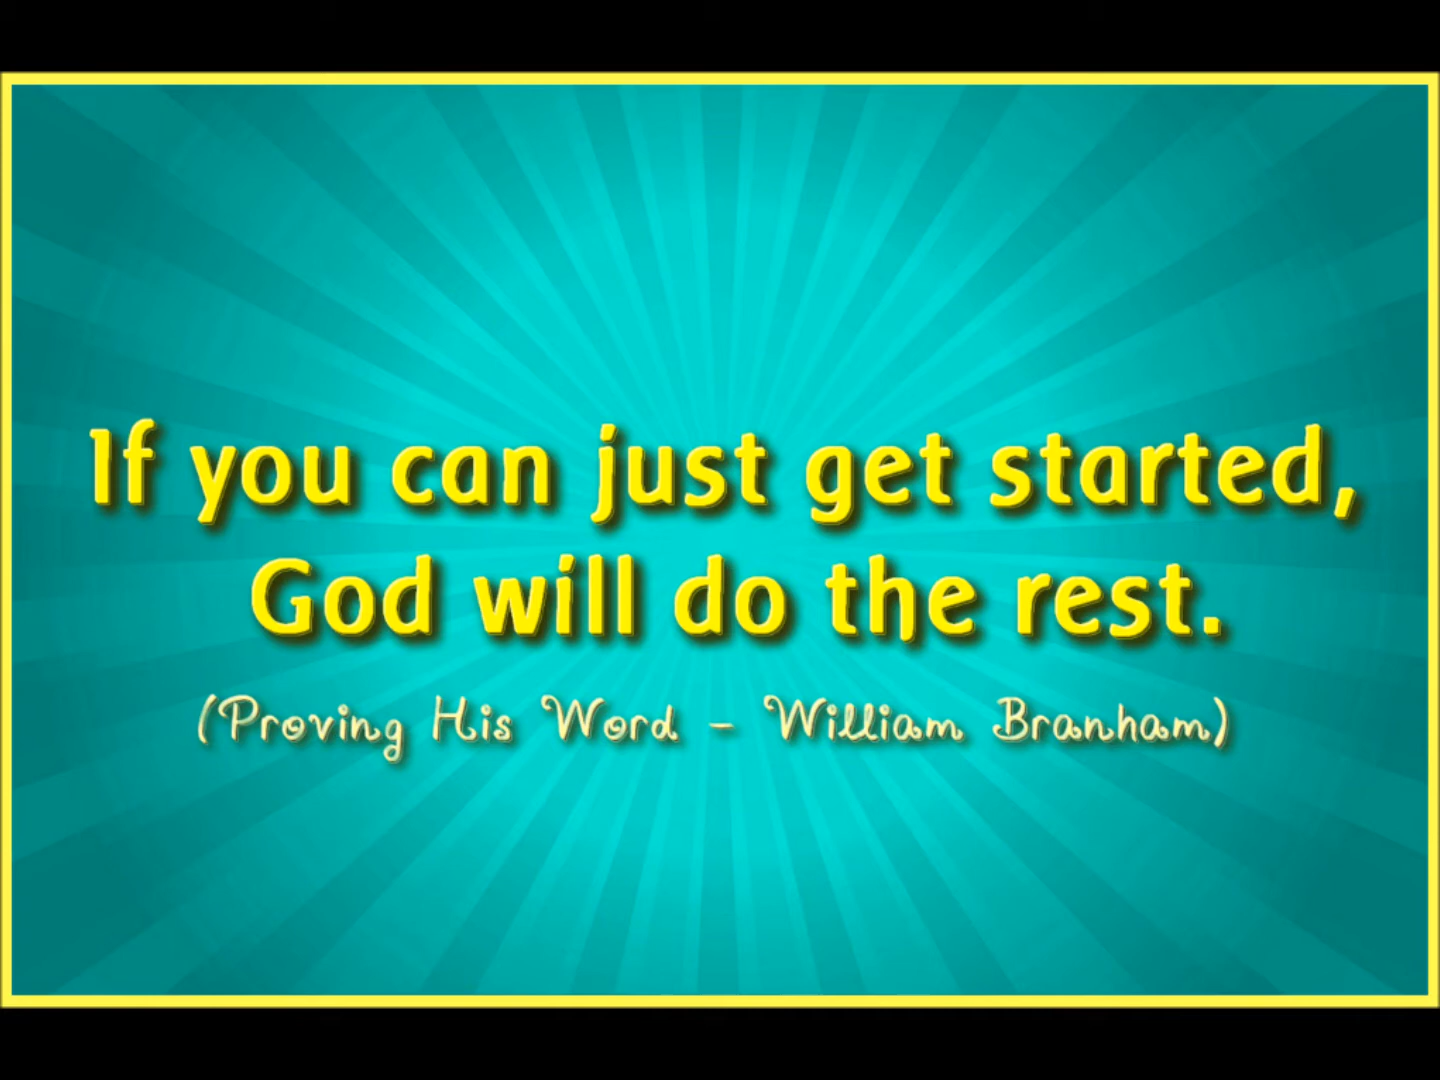 If you can just get started,
God will do the rest.
(Proving His Word - William Branham)